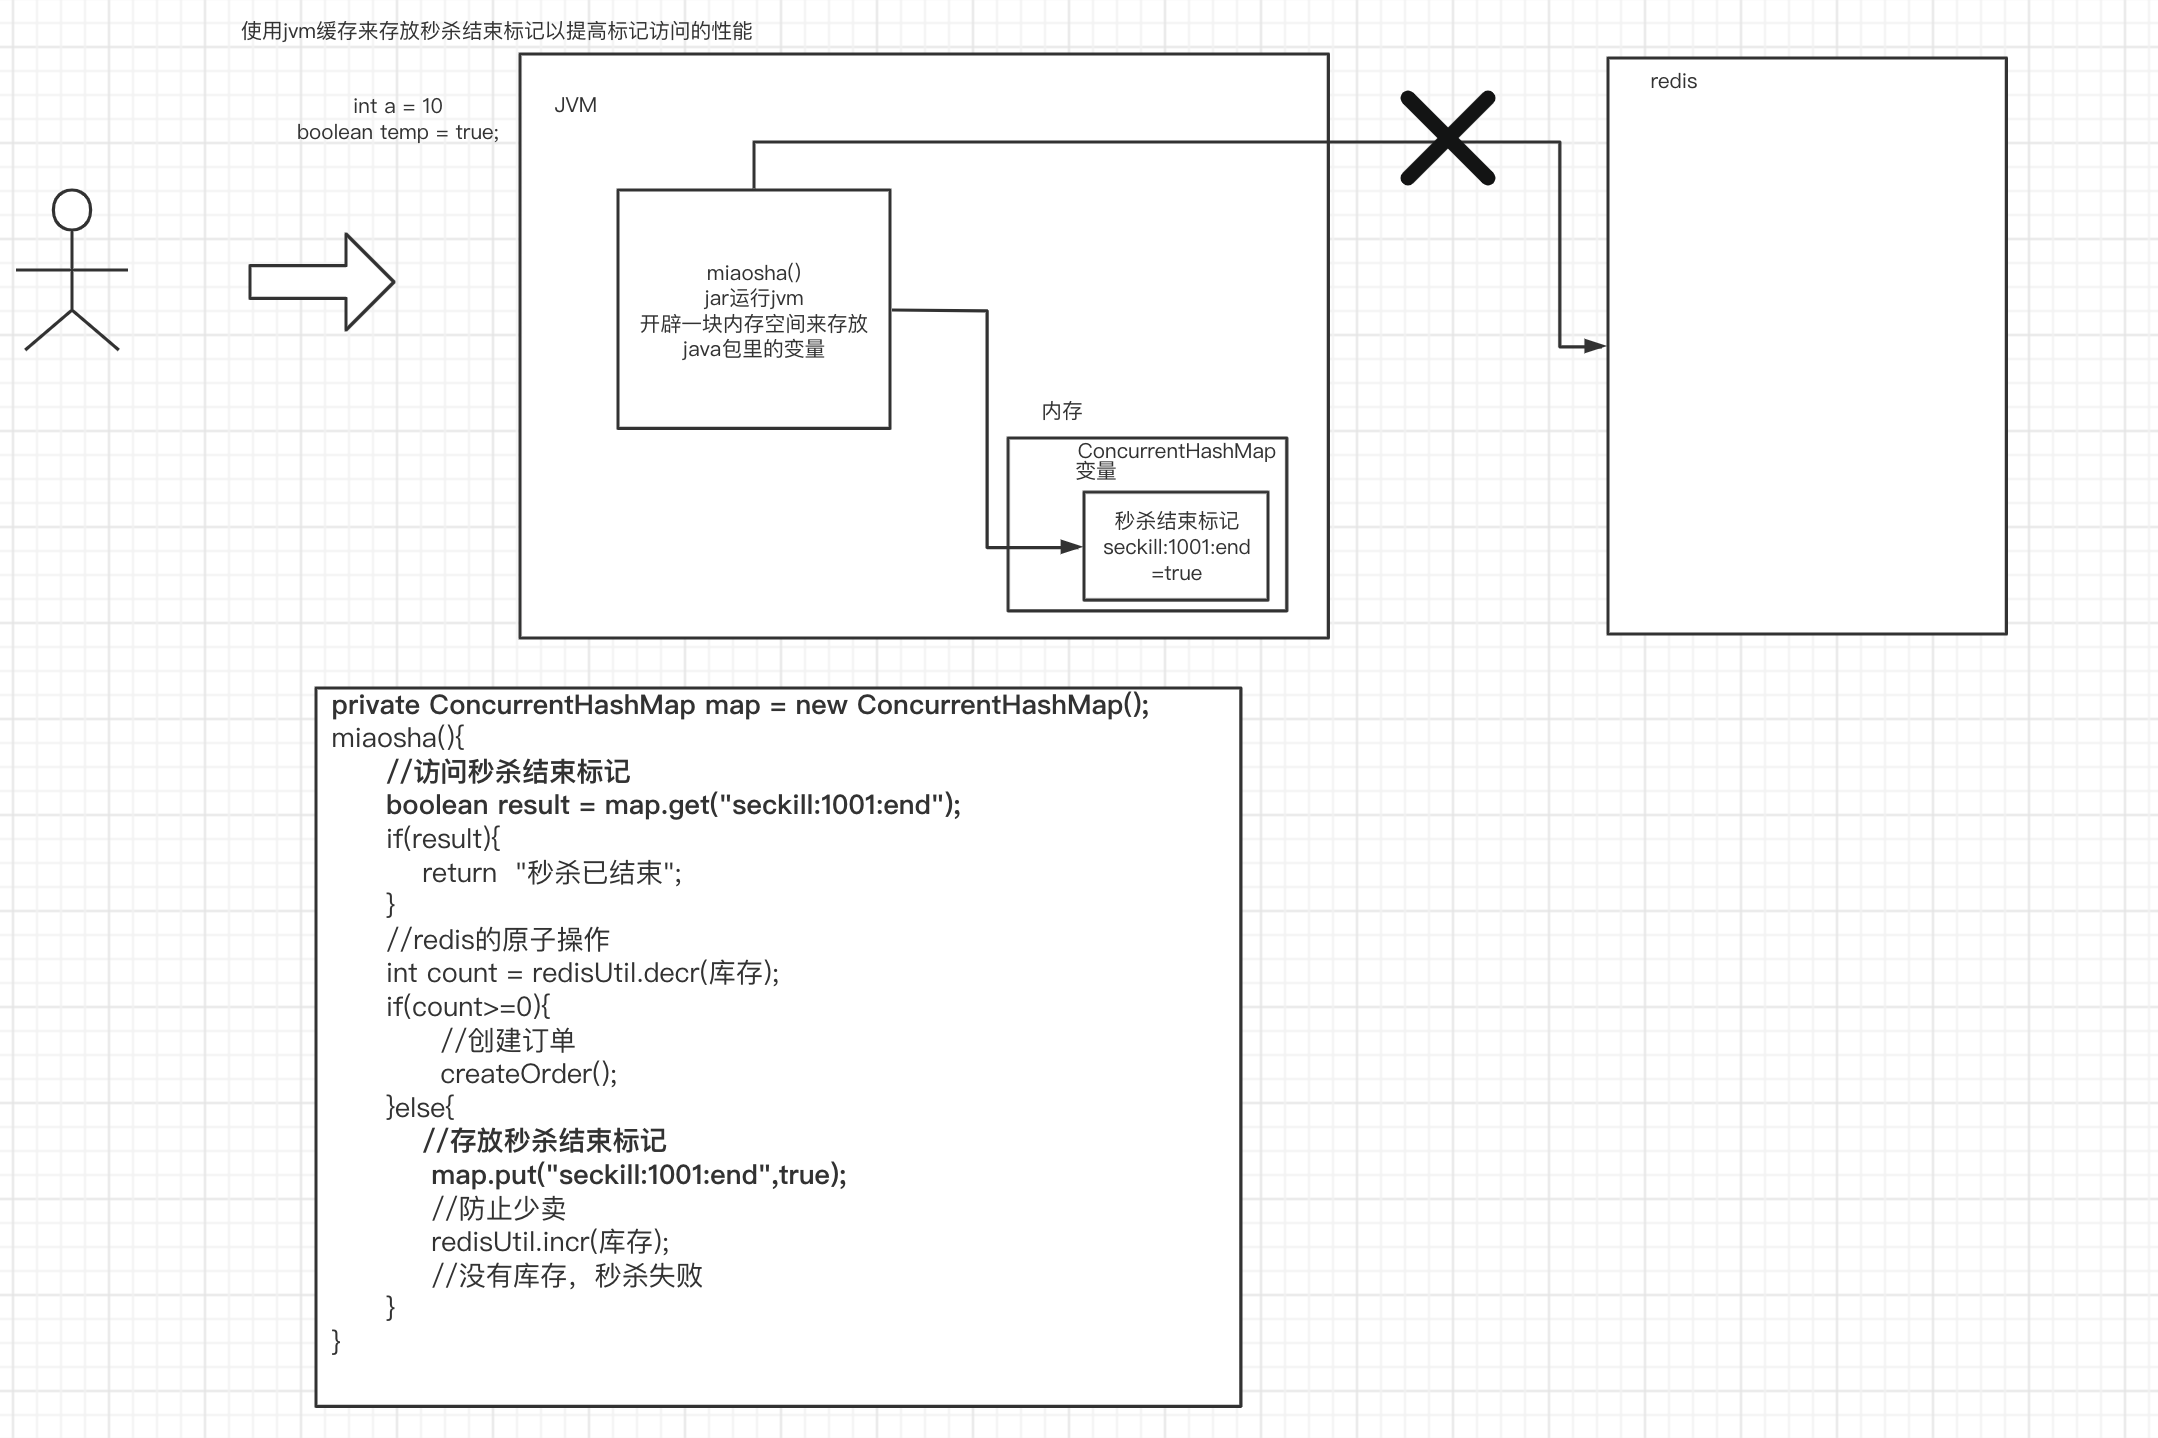 使用jvm缓存来存放秒杀结束标记以提高标记访问的性能
int a = 10
boolean temp = true;
JVM
redis
miaosha()
jar运行jvm
开辟一块内存空间来存放
java包里的变量
内存
ConcurrentHashMap
变量
秒杀结束标记
seckill:1001:end
=true
private ConcurrentHashMap map = new ConcurrentHashMap();
miaosha(){
//访问秒杀结束标记
boolean result = map.get("seckill:1001:end");
if(result){
return "秒杀已结束";
}
//redis的原子操作
int count = redisUtil.decr(库存);
if(count>=0){
//创建订单
createOrder();
}else{
//存放秒杀结束标记
map.put("seckill:1001:end",true);
//防止少卖
redisUtil.incr(库存);
//没有库存，秒杀失败
}
}